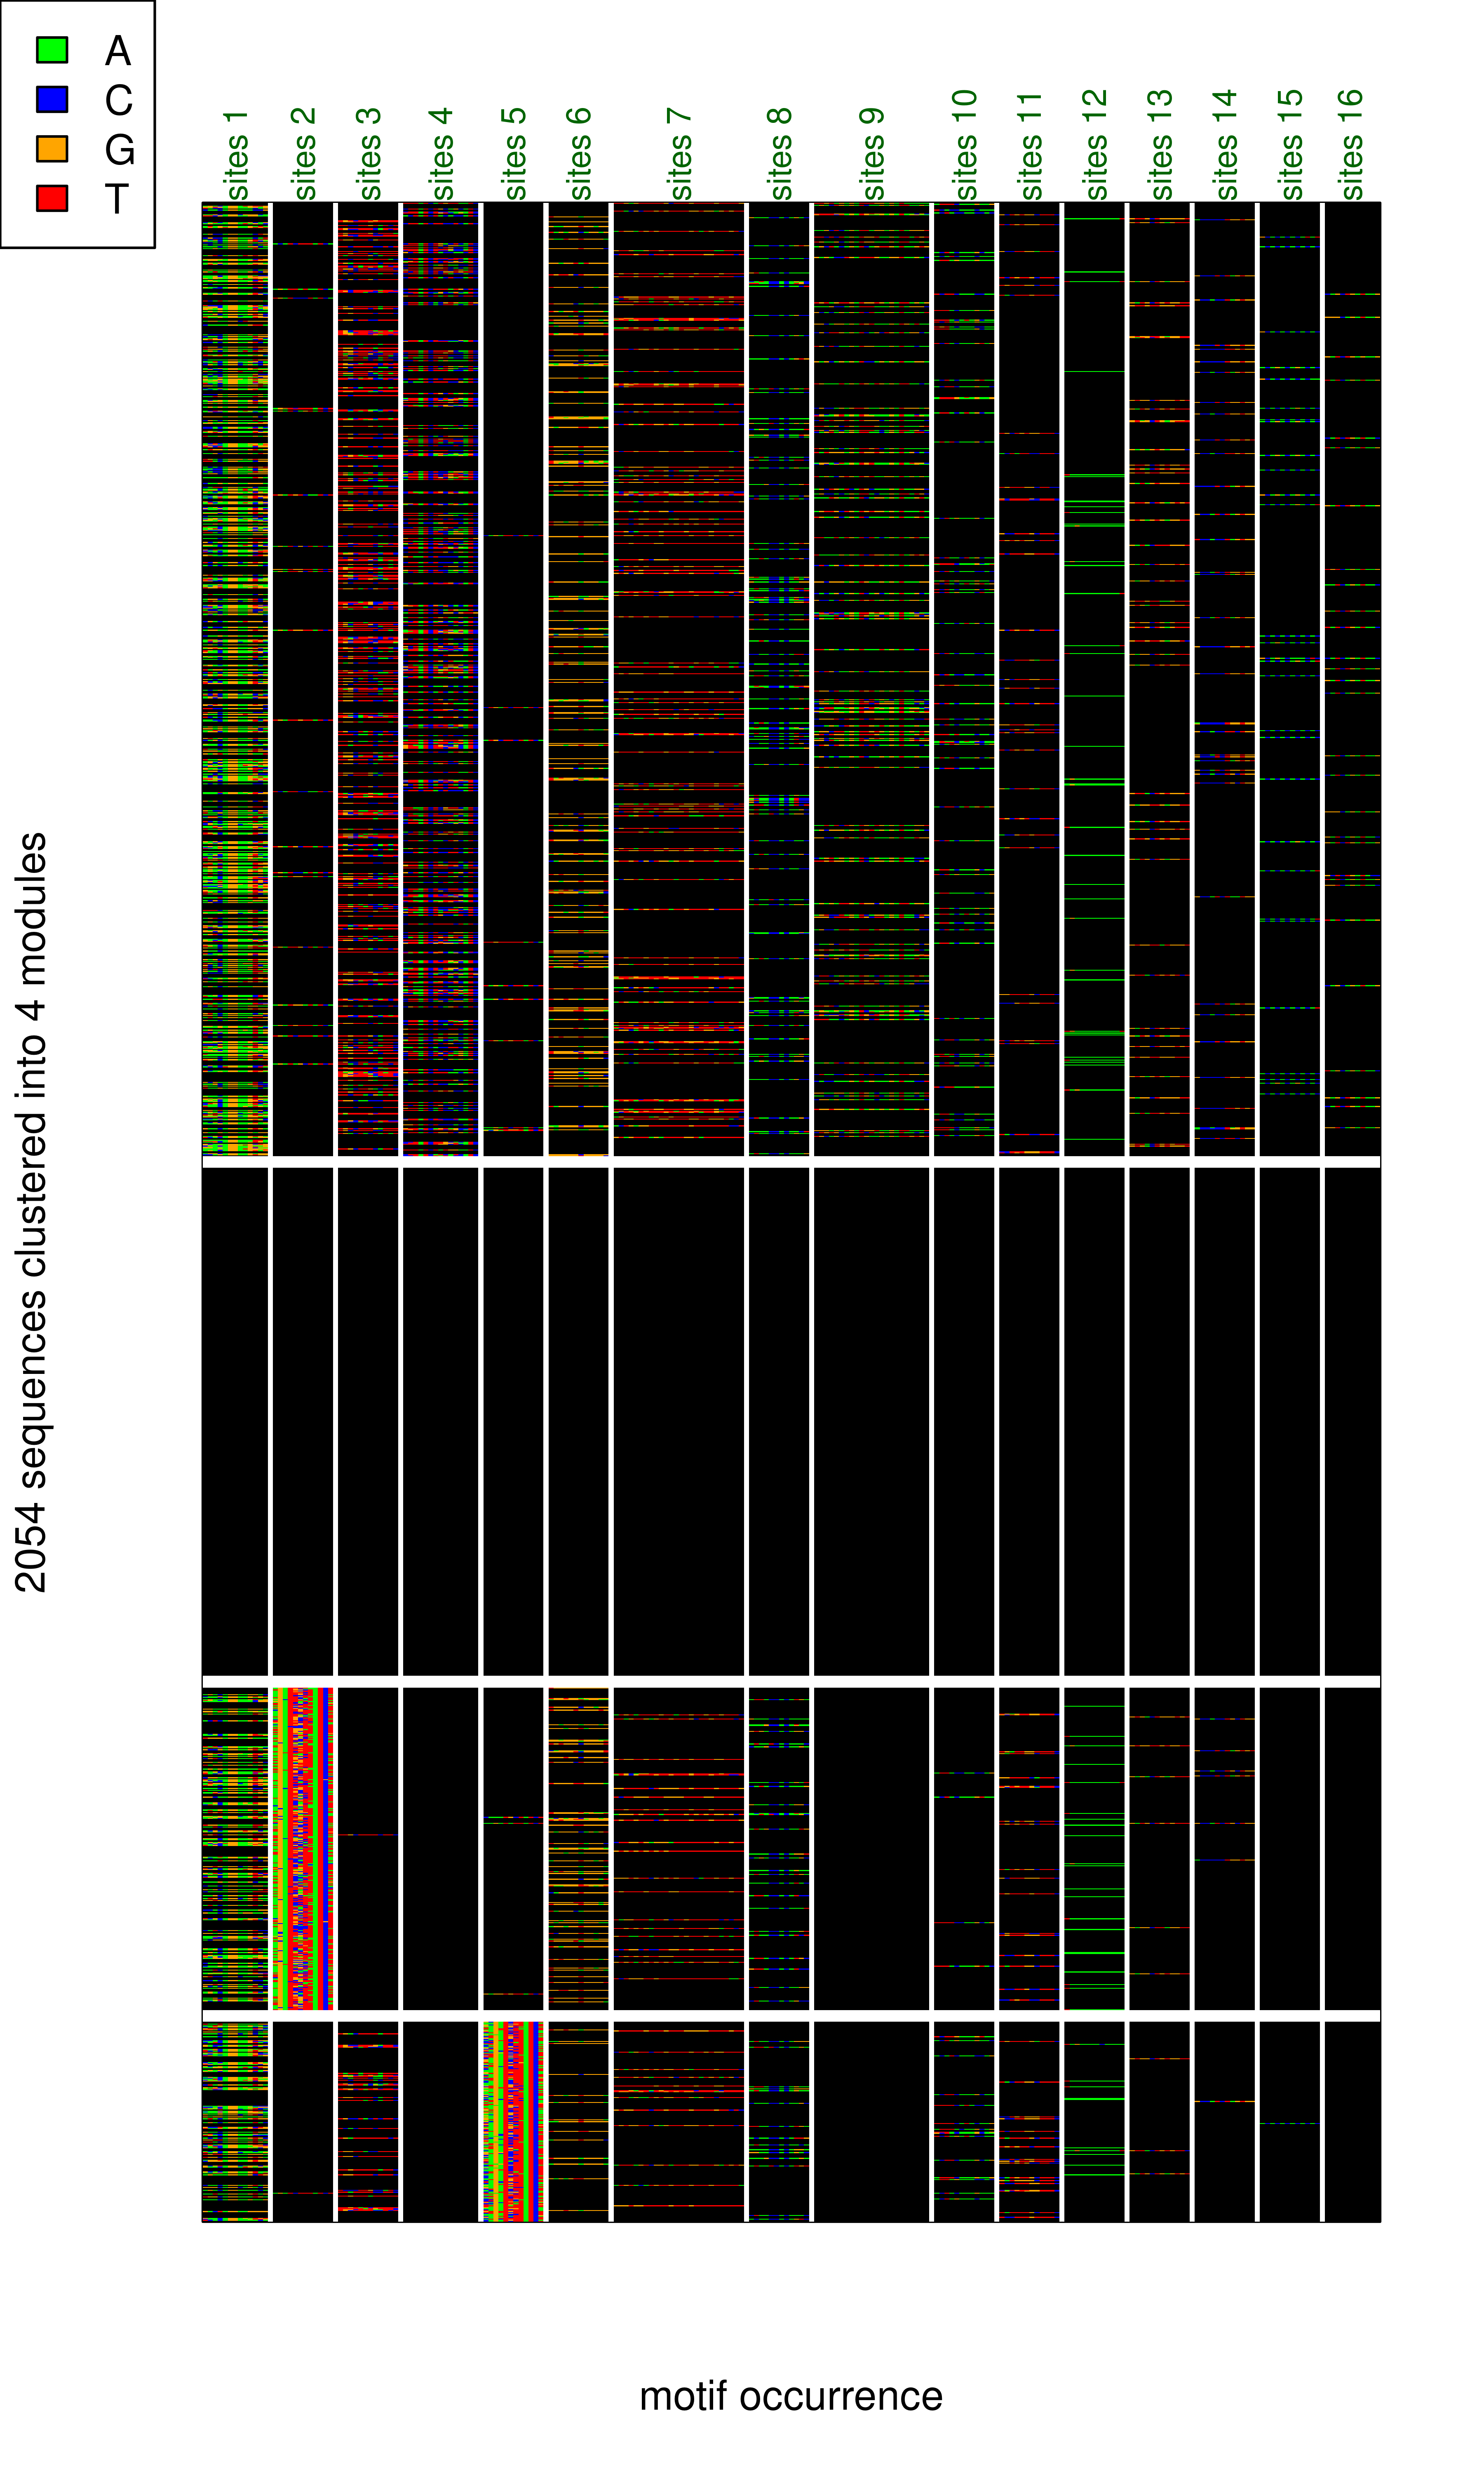 A
C
G
T
sites 1
sites 2
sites 3
sites 4
sites 5
sites 6
sites 7
sites 8
sites 9
sites 10
sites 11
sites 12
sites 13
sites 14
sites 15
sites 16
2054 sequences clustered into 4 modules
motif occurrence